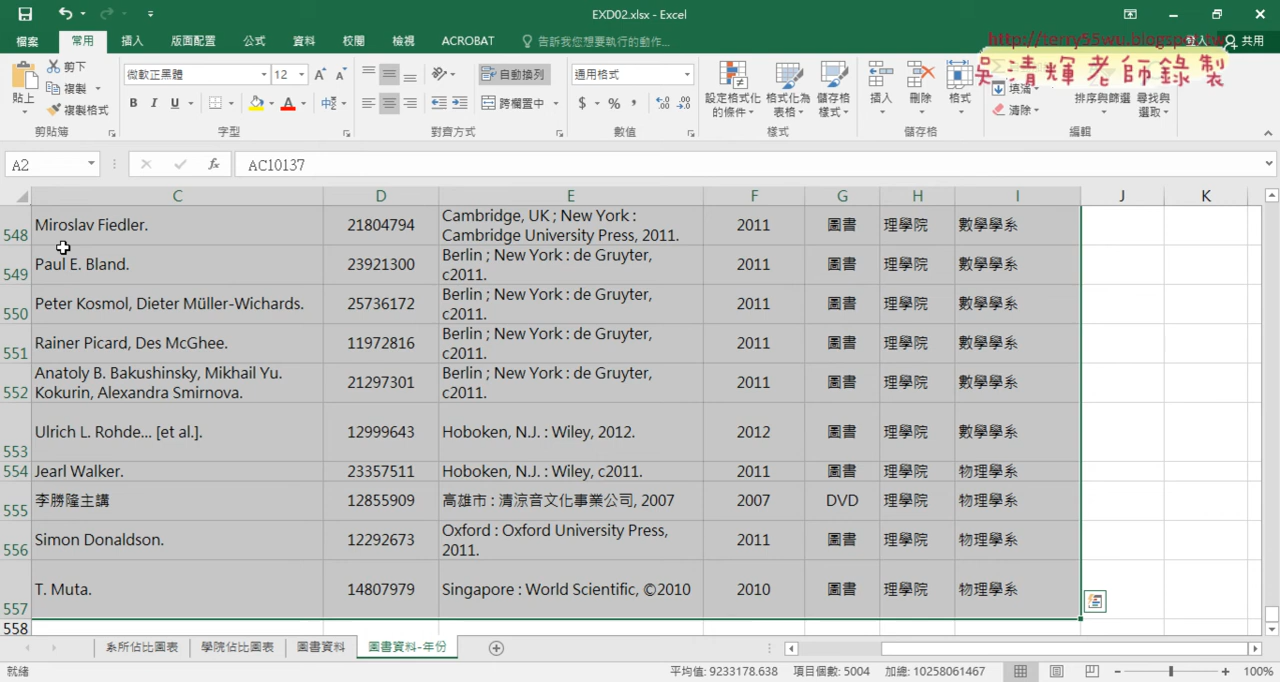 EXD02.xlsx - Excel
檔案 常用 插入 版面配置 公式 資料 校閱 檢視 ACROBAT 告訴我您想要執行的動作... 登入 共用
http://terry55wu.blogspot.tw
吳清輝老師錄製
剪下
複製
複製格式
貼上
剪貼簿
微軟正黑體 12
B I U
中
字型
自動換列
跨欄置中
對齊方式
通用格式
$ % , .0 .00
數值
設定格式化的條件
格式化為表格
儲存格樣式
樣式
插入 刪除 格式
儲存格
填滿
清除
排序與篩選
尋找與選取
編輯
A2 fx AC10137
C D E F G H I J K
548 Miroslav Fiedler. 21804794 Cambridge, UK ; New York : Cambridge University Press, 2011. 2011 圖書 理學院 數學學系
549 Paul E. Bland. 23921300 Berlin ; New York : de Gruyter, c2011. 2011 圖書 理學院 數學學系
550 Peter Kosmol, Dieter Müller-Wichards. 25736172 Berlin ; New York : de Gruyter, c2011. 2011 圖書 理學院 數學學系
551 Rainer Picard, Des McGhee. 11972816 Berlin ; New York : de Gruyter, c2011. 2011 圖書 理學院 數學學系
552 Anatoly B. Bakushinsky, Mikhail Yu. Kokurin, Alexandra Smirnova. 21297301 Berlin ; New York : de Gruyter, c2011. 2011 圖書 理學院 數學學系
553 Ulrich L. Rohde... [et al.]. 12999643 Hoboken, N.J. : Wiley, 2012. 2012 圖書 理學院 數學學系
554 Jearl Walker. 23357511 Hoboken, N.J. : Wiley, c2011. 2011 圖書 理學院 物理學系
555 李勝隆主講 12855909 高雄市 : 清涼音文化事業公司, 2007 2007 DVD 理學院 物理學系
556 Simon Donaldson. 12292673 Oxford : Oxford University Press, 2011. 2011 圖書 理學院 物理學系
557 T. Muta. 14807979 Singapore : World Scientific, ©2010 2010 圖書 理學院 物理學系
558
系所佔比圖表 學院佔比圖表 圖書資料 圖書資料-年份
就緒 平均值: 9233178.638 項目個數: 5004 加總: 10258061467 100%